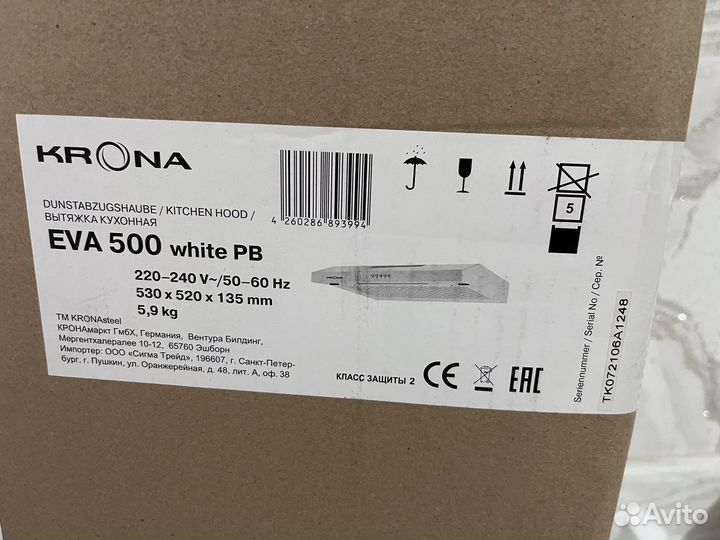 KRONA
DUNSTABZUGSHAUBE / KITCHEN HOOD /
ВЫТЯЖКА КУХОННАЯ
EVA 500 white PB
220–240 V~/50–60 Hz
530 x 520 x 135 mm
5,9 kg
TM KRONAsteel
КРОНАмаркт ГмбХ, Германия, Вентура Билдинг,
Мергентхалералее 10-12, 65760 Эшборн
Импортер: ООО «Сигма Трейд», 196607, г. Санкт-Петер-
бург, г. Пушкин, ул. Оранжерейная, д. 48, лит. А, оф. 38
4 260286 893994
5
КЛАСС ЗАЩИТЫ 2
CE
EAC
Seriennummer / Serial No / Сер. №
TK072106A1248
Avito